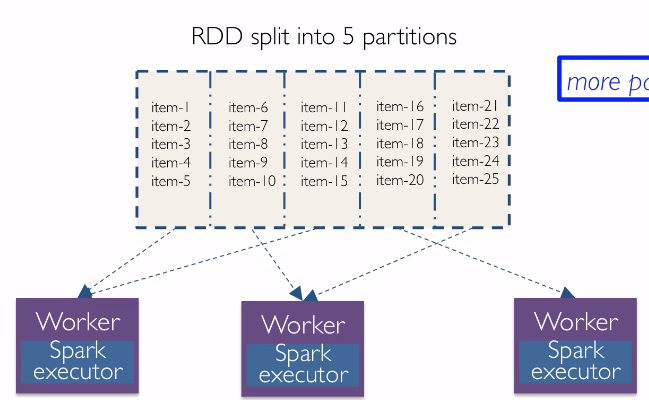 RDD split into 5 partitions
more
item-1
item-2
item-3
item-4
item-5
item-6
item-7
item-8
item-9
item-10
item-11
item-12
item-13
item-14
item-15
item-16
item-17
item-18
item-19
item-20
item-21
item-22
item-23
item-24
item-25
Worker
Spark
executor
Worker
Spark
executor
Worker
Spark
executor